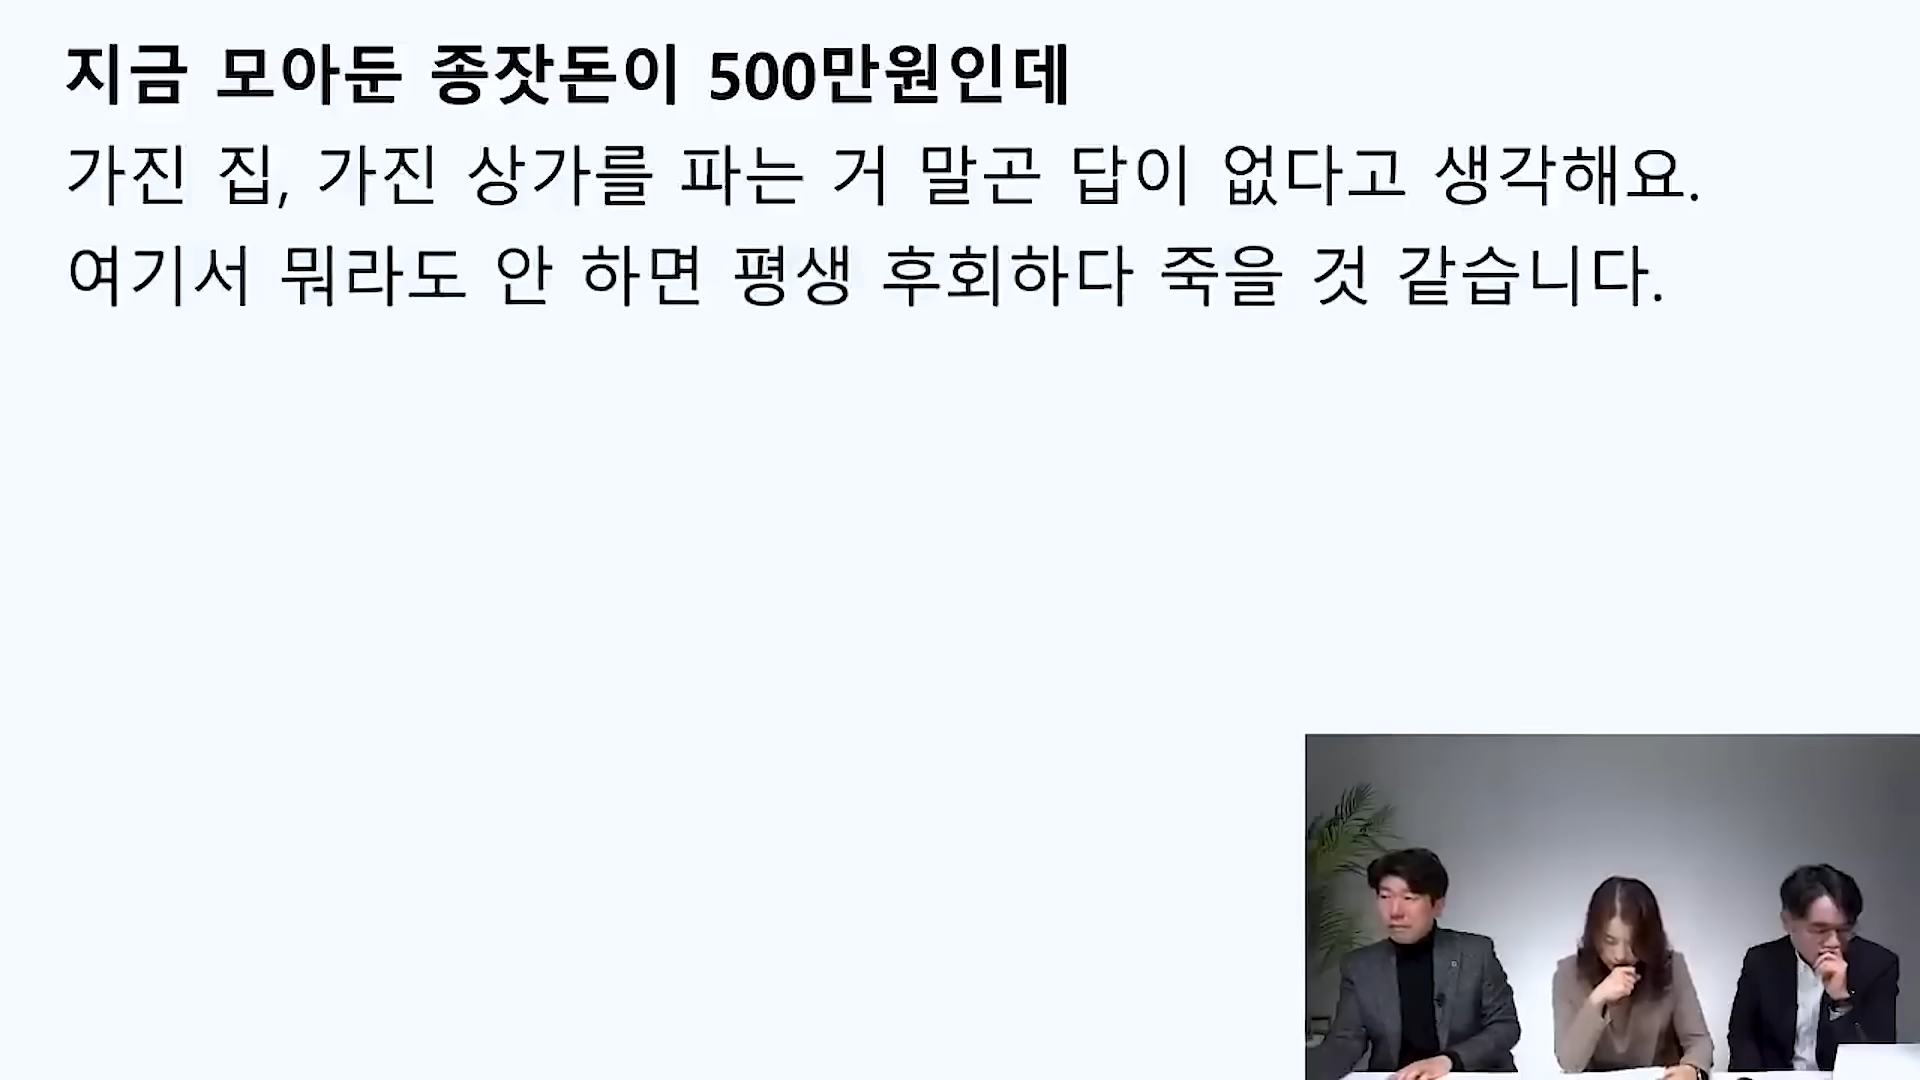 지금 모아둔 종잣돈이 500만원인데
가진 집, 가진 상가를 파는 거 말곤 답이 없다고 생각해요.
여기서 뭐라도 안 하면 평생 후회하다 죽을 것 같습니다.